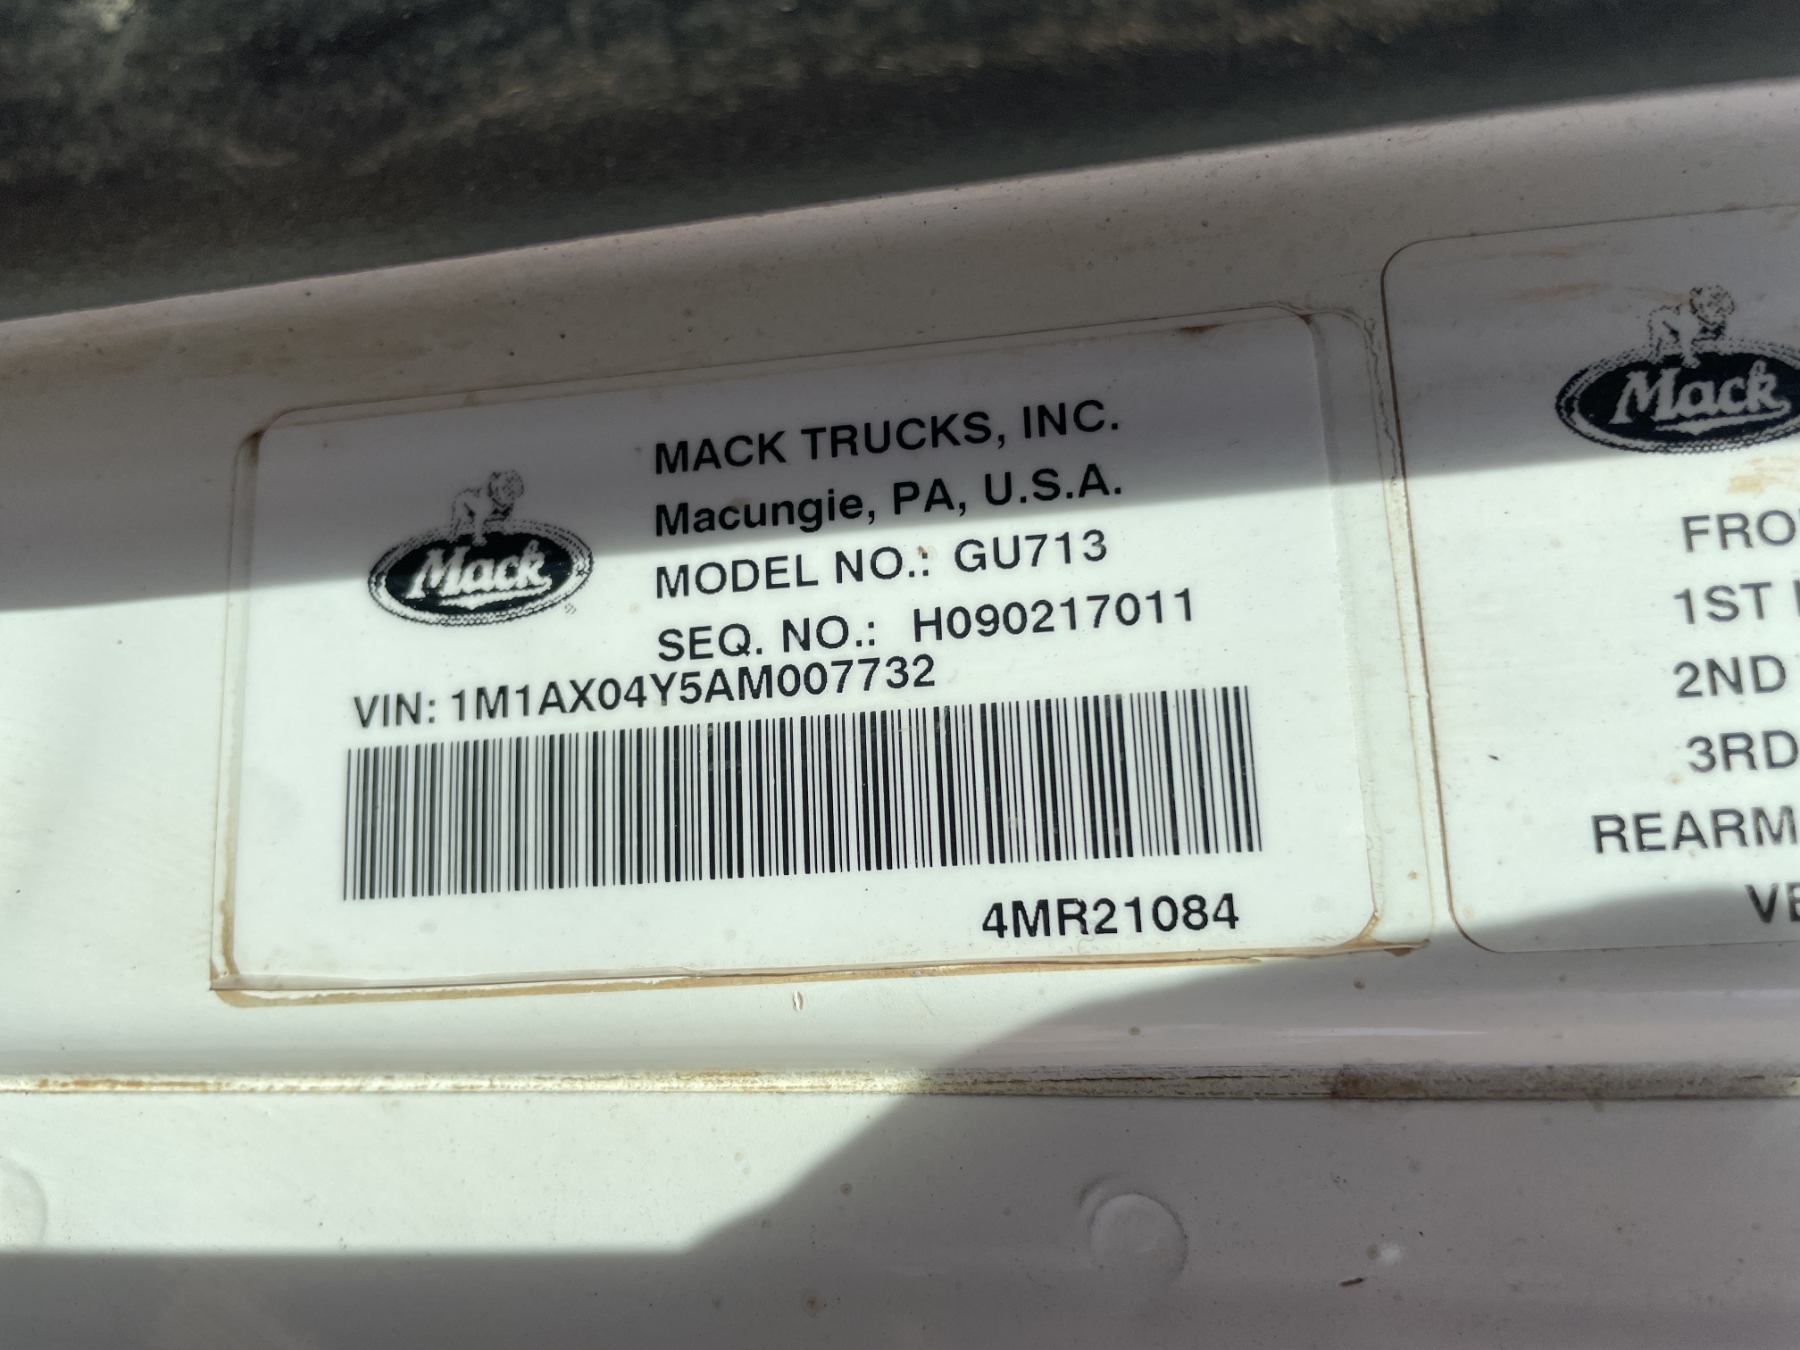 MACK TRUCKS, INC.
Macungie, PA, U.S.A.
MODEL NO.: GU713
SEQ. NO.: H090217011
VIN: 1M1AX04Y5AM007732
4MR21084
Mack
®
Mack
FRO
1ST
2ND
3RD
REARM
VE